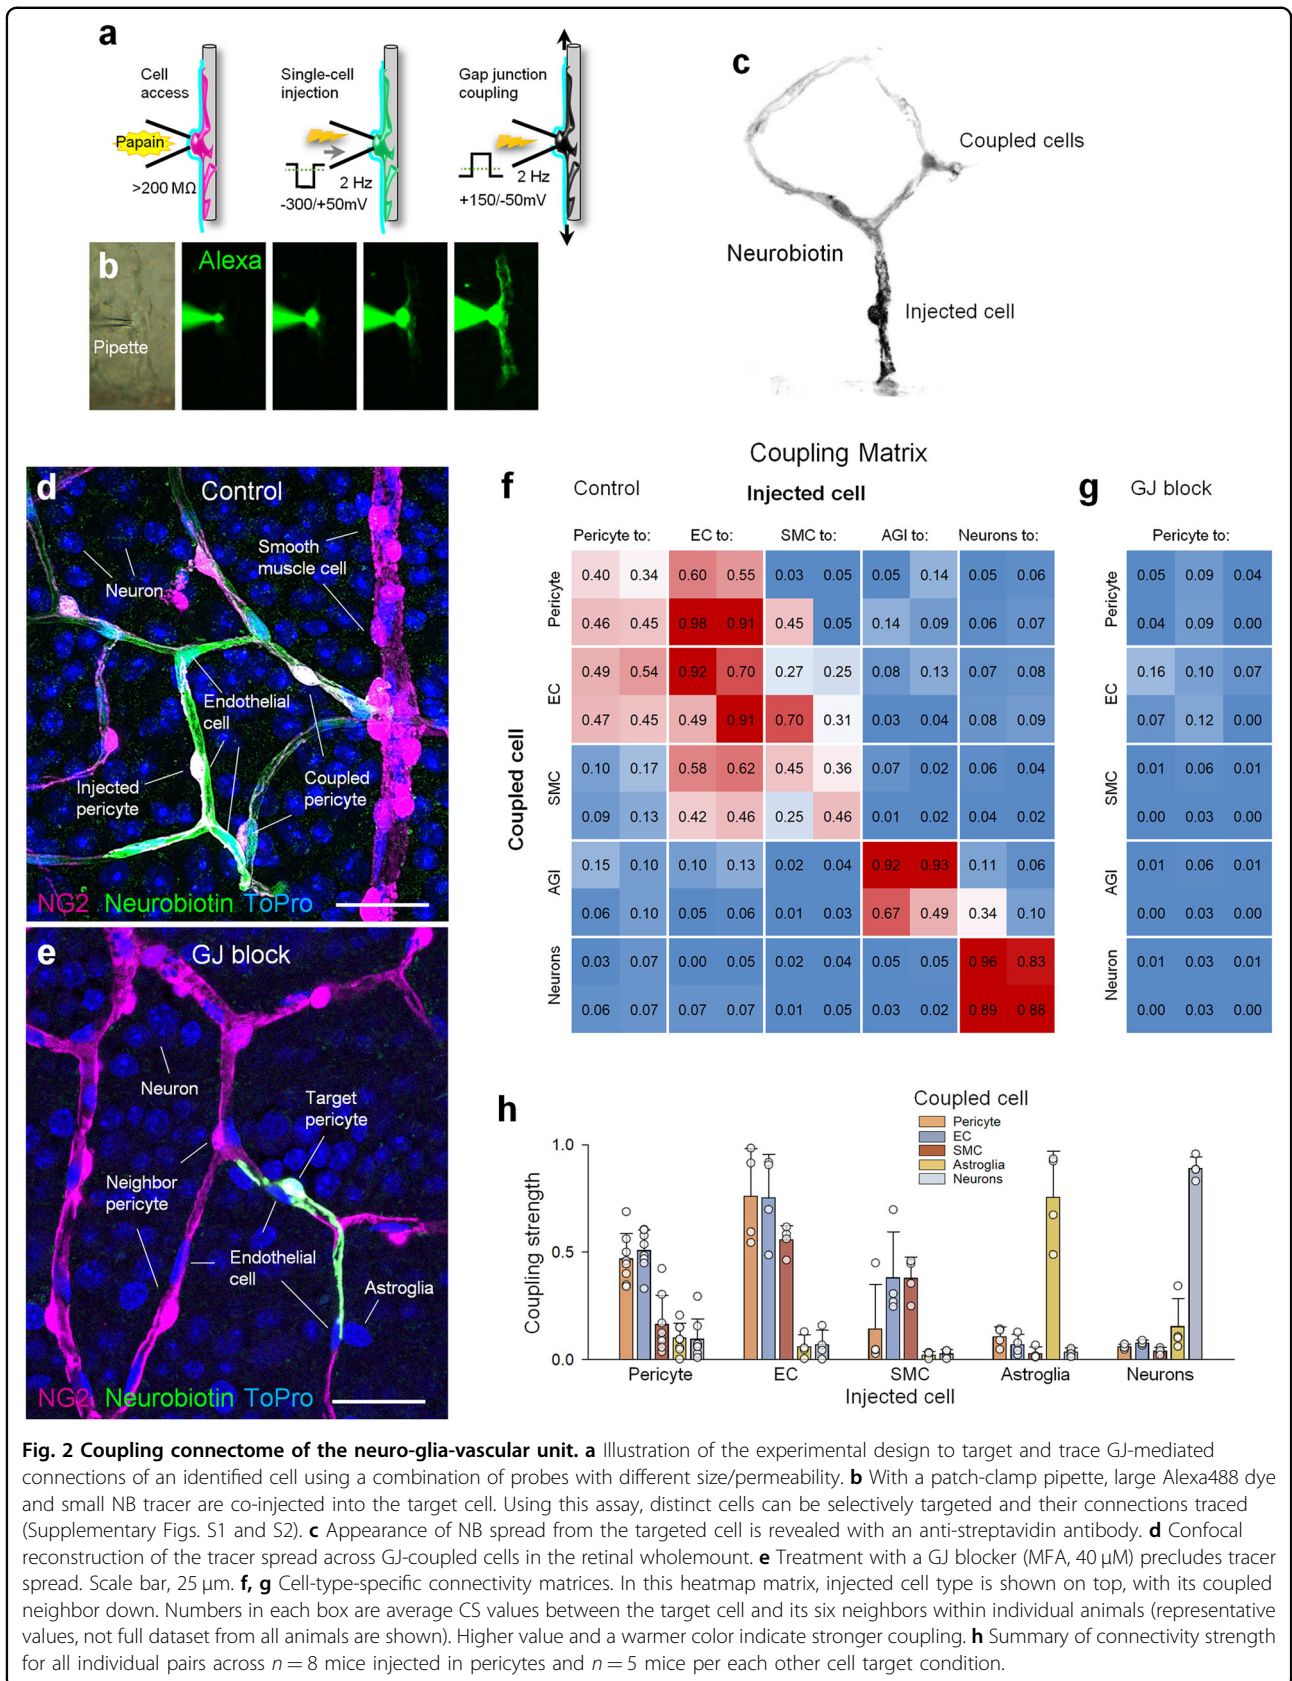 a
Cell
access
Papain
>200 MΩ
Single-cell
injection
2 Hz
-300/+50mV
Gap junction
coupling
2 Hz
+150/-50mV
b
Alexa
Pipette
c
Coupled cells
Neurobiotin
Injected cell
d
Control
Smooth
muscle cell
Neuron
Endothelial
cell
Injected
pericyte
Coupled
pericyte
NG2 Neurobiotin ToPro
e
GJ block
Neuron
Target
pericyte
Neighbor
pericyte
Endothelial
cell
Astroglia
NG2 Neurobiotin ToPro
Coupling Matrix
f
Control
Injected cell
Pericyte to: EC to: SMC to: AGI to: Neurons to:
Coupled cell
Pericyte
0.40 0.34 0.60 0.55 0.03 0.05 0.05 0.14 0.05 0.06
0.46 0.45 0.98 0.91 0.45 0.05 0.14 0.09 0.06 0.07
EC
0.49 0.54 0.92 0.70 0.27 0.25 0.08 0.13 0.07 0.08
0.47 0.45 0.49 0.91 0.70 0.31 0.03 0.04 0.08 0.09
SMC
0.10 0.17 0.58 0.62 0.45 0.36 0.07 0.02 0.06 0.04
0.09 0.13 0.42 0.46 0.25 0.46 0.01 0.02 0.04 0.02
AGI
0.15 0.10 0.10 0.13 0.02 0.04 0.92 0.93 0.11 0.06
0.06 0.10 0.05 0.06 0.01 0.03 0.67 0.49 0.34 0.10
Neurons
0.03 0.07 0.00 0.05 0.02 0.04 0.05 0.05 0.96 0.83
0.06 0.07 0.07 0.07 0.01 0.05 0.03 0.02 0.89 0.88
g
GJ block
Pericyte to:
Pericyte
0.05 0.09 0.04
0.04 0.09 0.00
EC
0.16 0.10 0.07
0.07 0.12 0.00
SMC
0.01 0.06 0.01
0.00 0.03 0.00
AGI
0.01 0.06 0.01
0.00 0.03 0.00
Neuron
0.01 0.03 0.01
0.00 0.03 0.00
h
Coupled cell
Pericyte
EC
SMC
Astroglia
Neurons
Coupling strength
1.0
0.5
0.0
Pericyte EC SMC Astroglia Neurons
Injected cell
Fig. 2 Coupling connectome of the neuro-glia-vascular unit. a Illustration of the experimental design to target and trace GJ-mediated
connections of an identified cell using a combination of probes with different size/permeability. b With a patch-clamp pipette, large Alexa488 dye
and small NB tracer are co-injected into the target cell. Using this assay, distinct cells can be selectively targeted and their connections traced
(Supplementary Figs. S1 and S2). c Appearance of NB spread from the targeted cell is revealed with an anti-streptavidin antibody. d Confocal
reconstruction of the tracer spread across GJ-coupled cells in the retinal wholemount. e Treatment with a GJ blocker (MFA, 40 μM) precludes tracer
spread. Scale bar, 25 μm. f, g Cell-type-specific connectivity matrices. In this heatmap matrix, injected cell type is shown on top, with its coupled
neighbor down. Numbers in each box are average CS values between the target cell and its six neighbors within individual animals (representative
values, not full dataset from all animals are shown). Higher value and a warmer color indicate stronger coupling. h Summary of connectivity strength
for all individual pairs across n = 8 mice injected in pericytes and n = 5 mice per each other cell target condition.